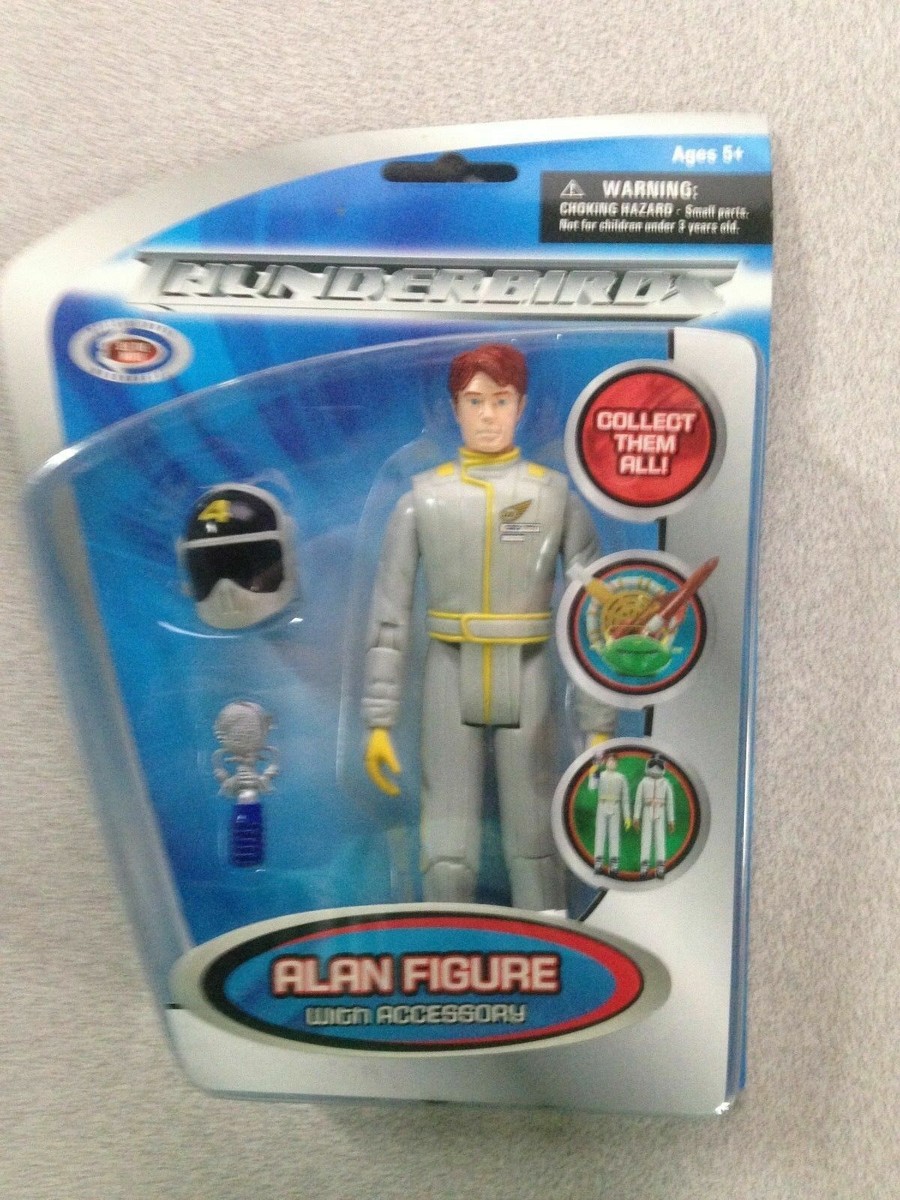 Ages 5+
WARNING:
CHOKING HAZARD - Small parts.
Not for children under 3 years old.
THUNDERBIRDS
4
COLLECT
THEM
ALL!
ALAN FIGURE
with ACCESSORY